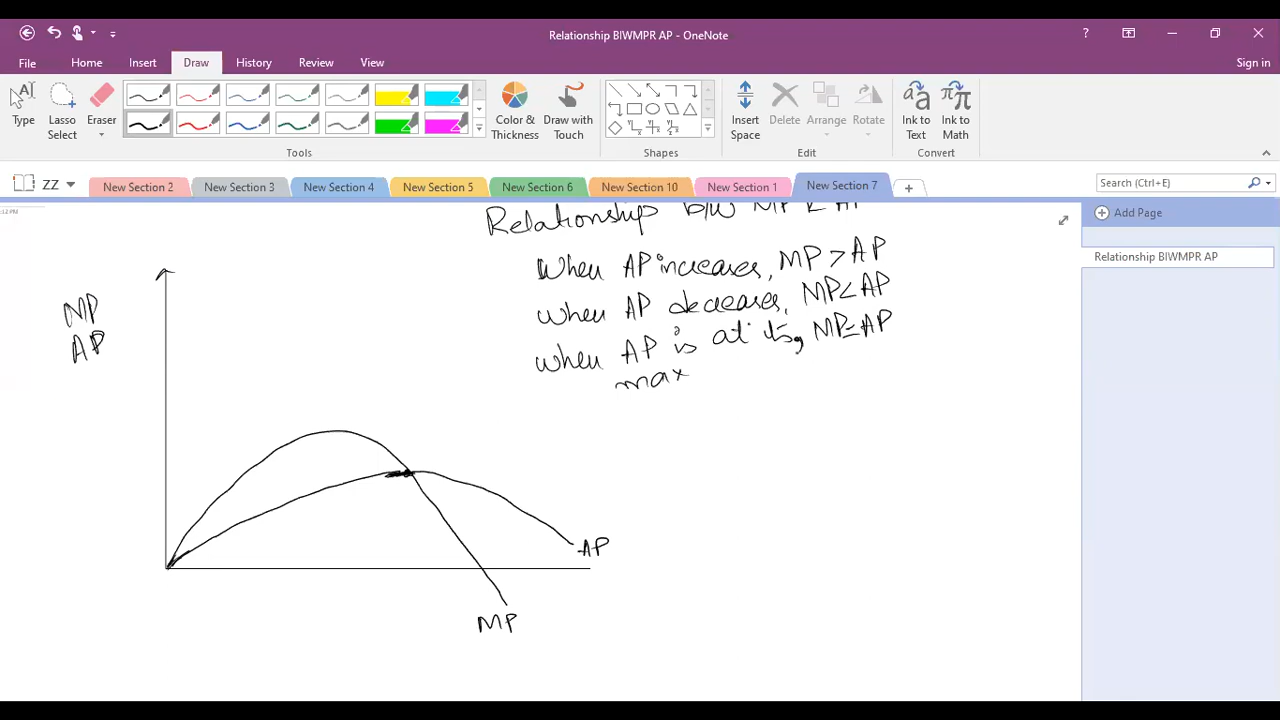 Relationship BIWMPR AP - OneNote
?
File Home Insert Draw History Review View
Sign in
Type
Lasso Select
Eraser
Color & Thickness
Draw with Touch
Insert Space
Delete
Arrange
Rotate
Ink to Text
Ink to Math
Tools
Shapes
Edit
Convert
ZZ
New Section 2
New Section 3
New Section 4
New Section 5
New Section 6
New Section 10
New Section 1
New Section 7
Search (Ctrl+E)
Add Page
Relationship BIWMPR AP
:12 PM
Relationship B/W MP & AP
When AP increases, MP > AP
when AP decreases, MP < AP
when AP is at its, MP = AP
max
MP
AP
AP
MP